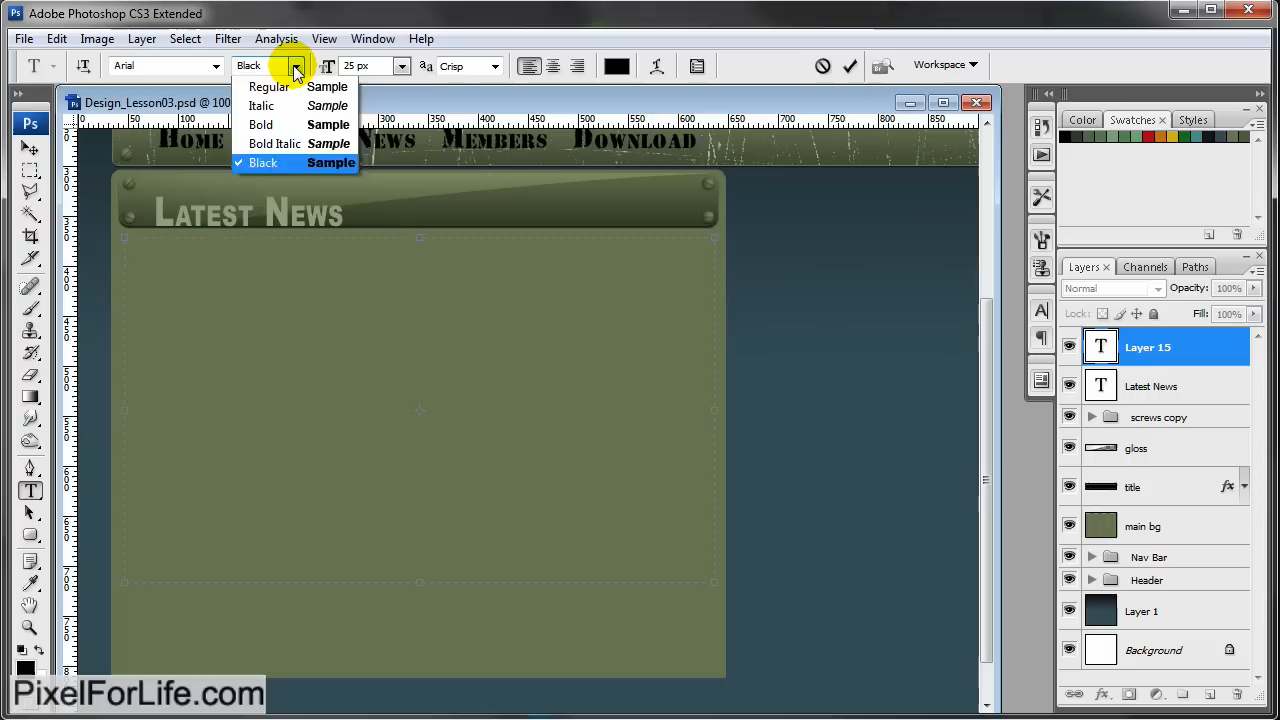 Ps Adobe Photoshop CS3 Extended
File Edit Image Layer Select Filter Analysis View Window Help
T Arial Black 25 px Crisp Workspace
Regular Sample
Italic Sample
Bold Sample
Bold Italic Sample
Black Sample
Design_Lesson03.psd @ 100
Home News Members Download
Latest News
Color Swatches Styles
Layers Channels Paths
Normal Opacity: 100%
Lock: Fill: 100%
T Layer 15
T Latest News
screws copy
gloss
title fx
main bg
Nav Bar
Header
Layer 1
Background
PixelForLife.com